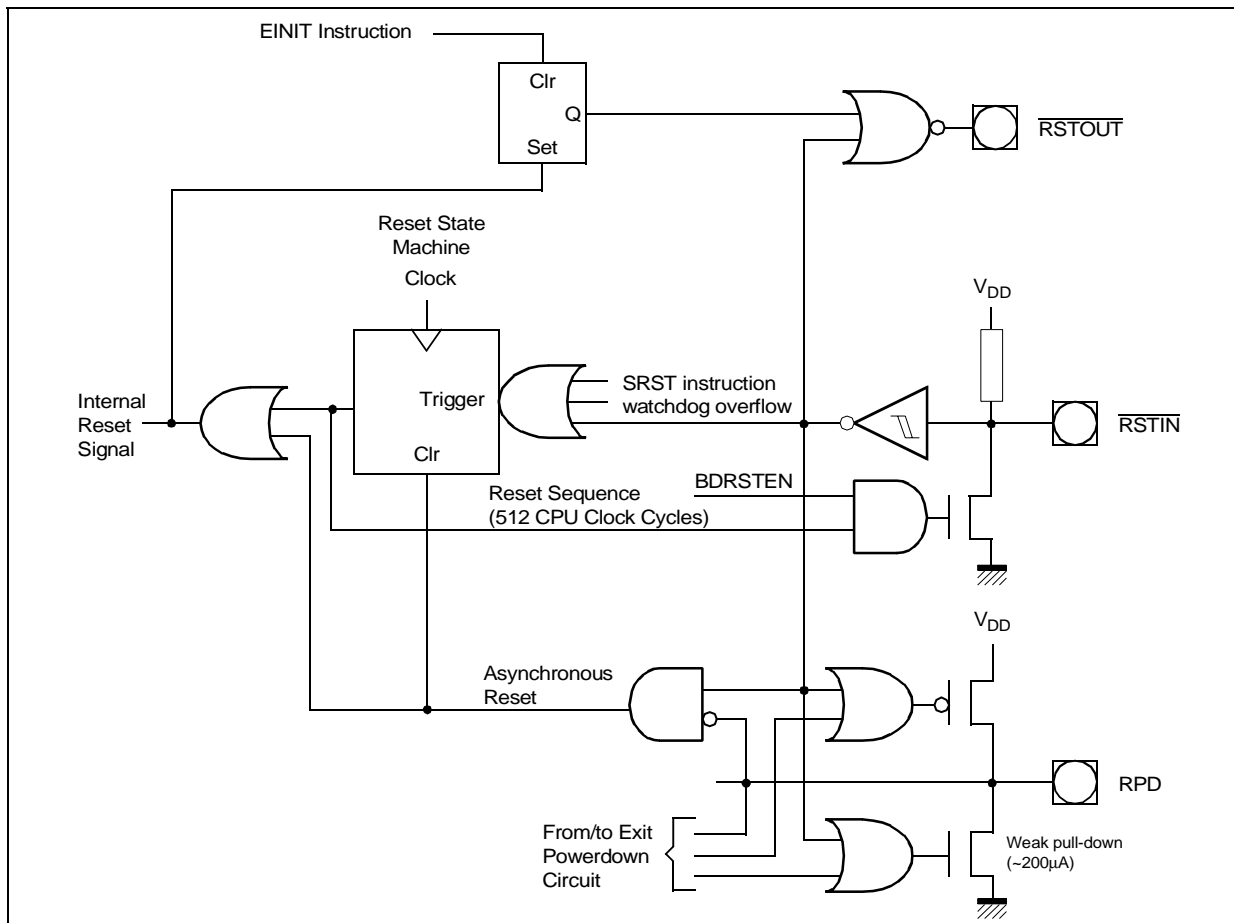 EINIT Instruction
Clr
Q
Set
RSTOUT
Reset State
Machine
Clock
VDD
Trigger
SRST instruction
watchdog overflow
Internal
Reset
Signal
RSTIN
Clr
BDRSTEN
Reset Sequence
(512 CPU Clock Cycles)
VDD
Asynchronous
Reset
RPD
From/to Exit
Powerdown
Circuit
Weak pull-down
(~200µA)